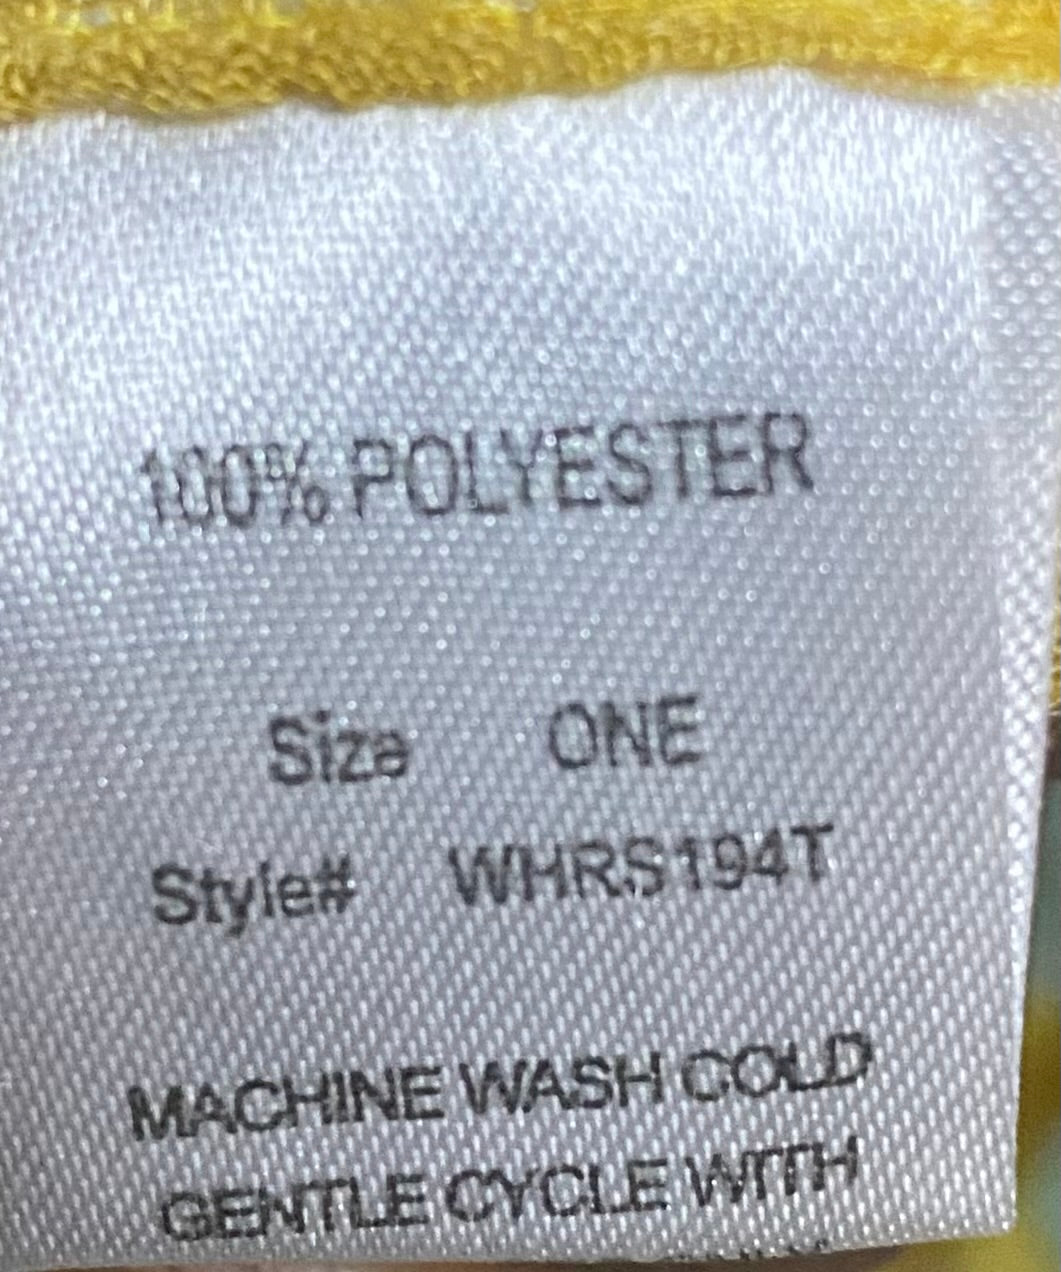 100% POLYESTER
Size ONE
Style# WHRS194T
MACHINE WASH COLD
GENTLE CYCLE WITH